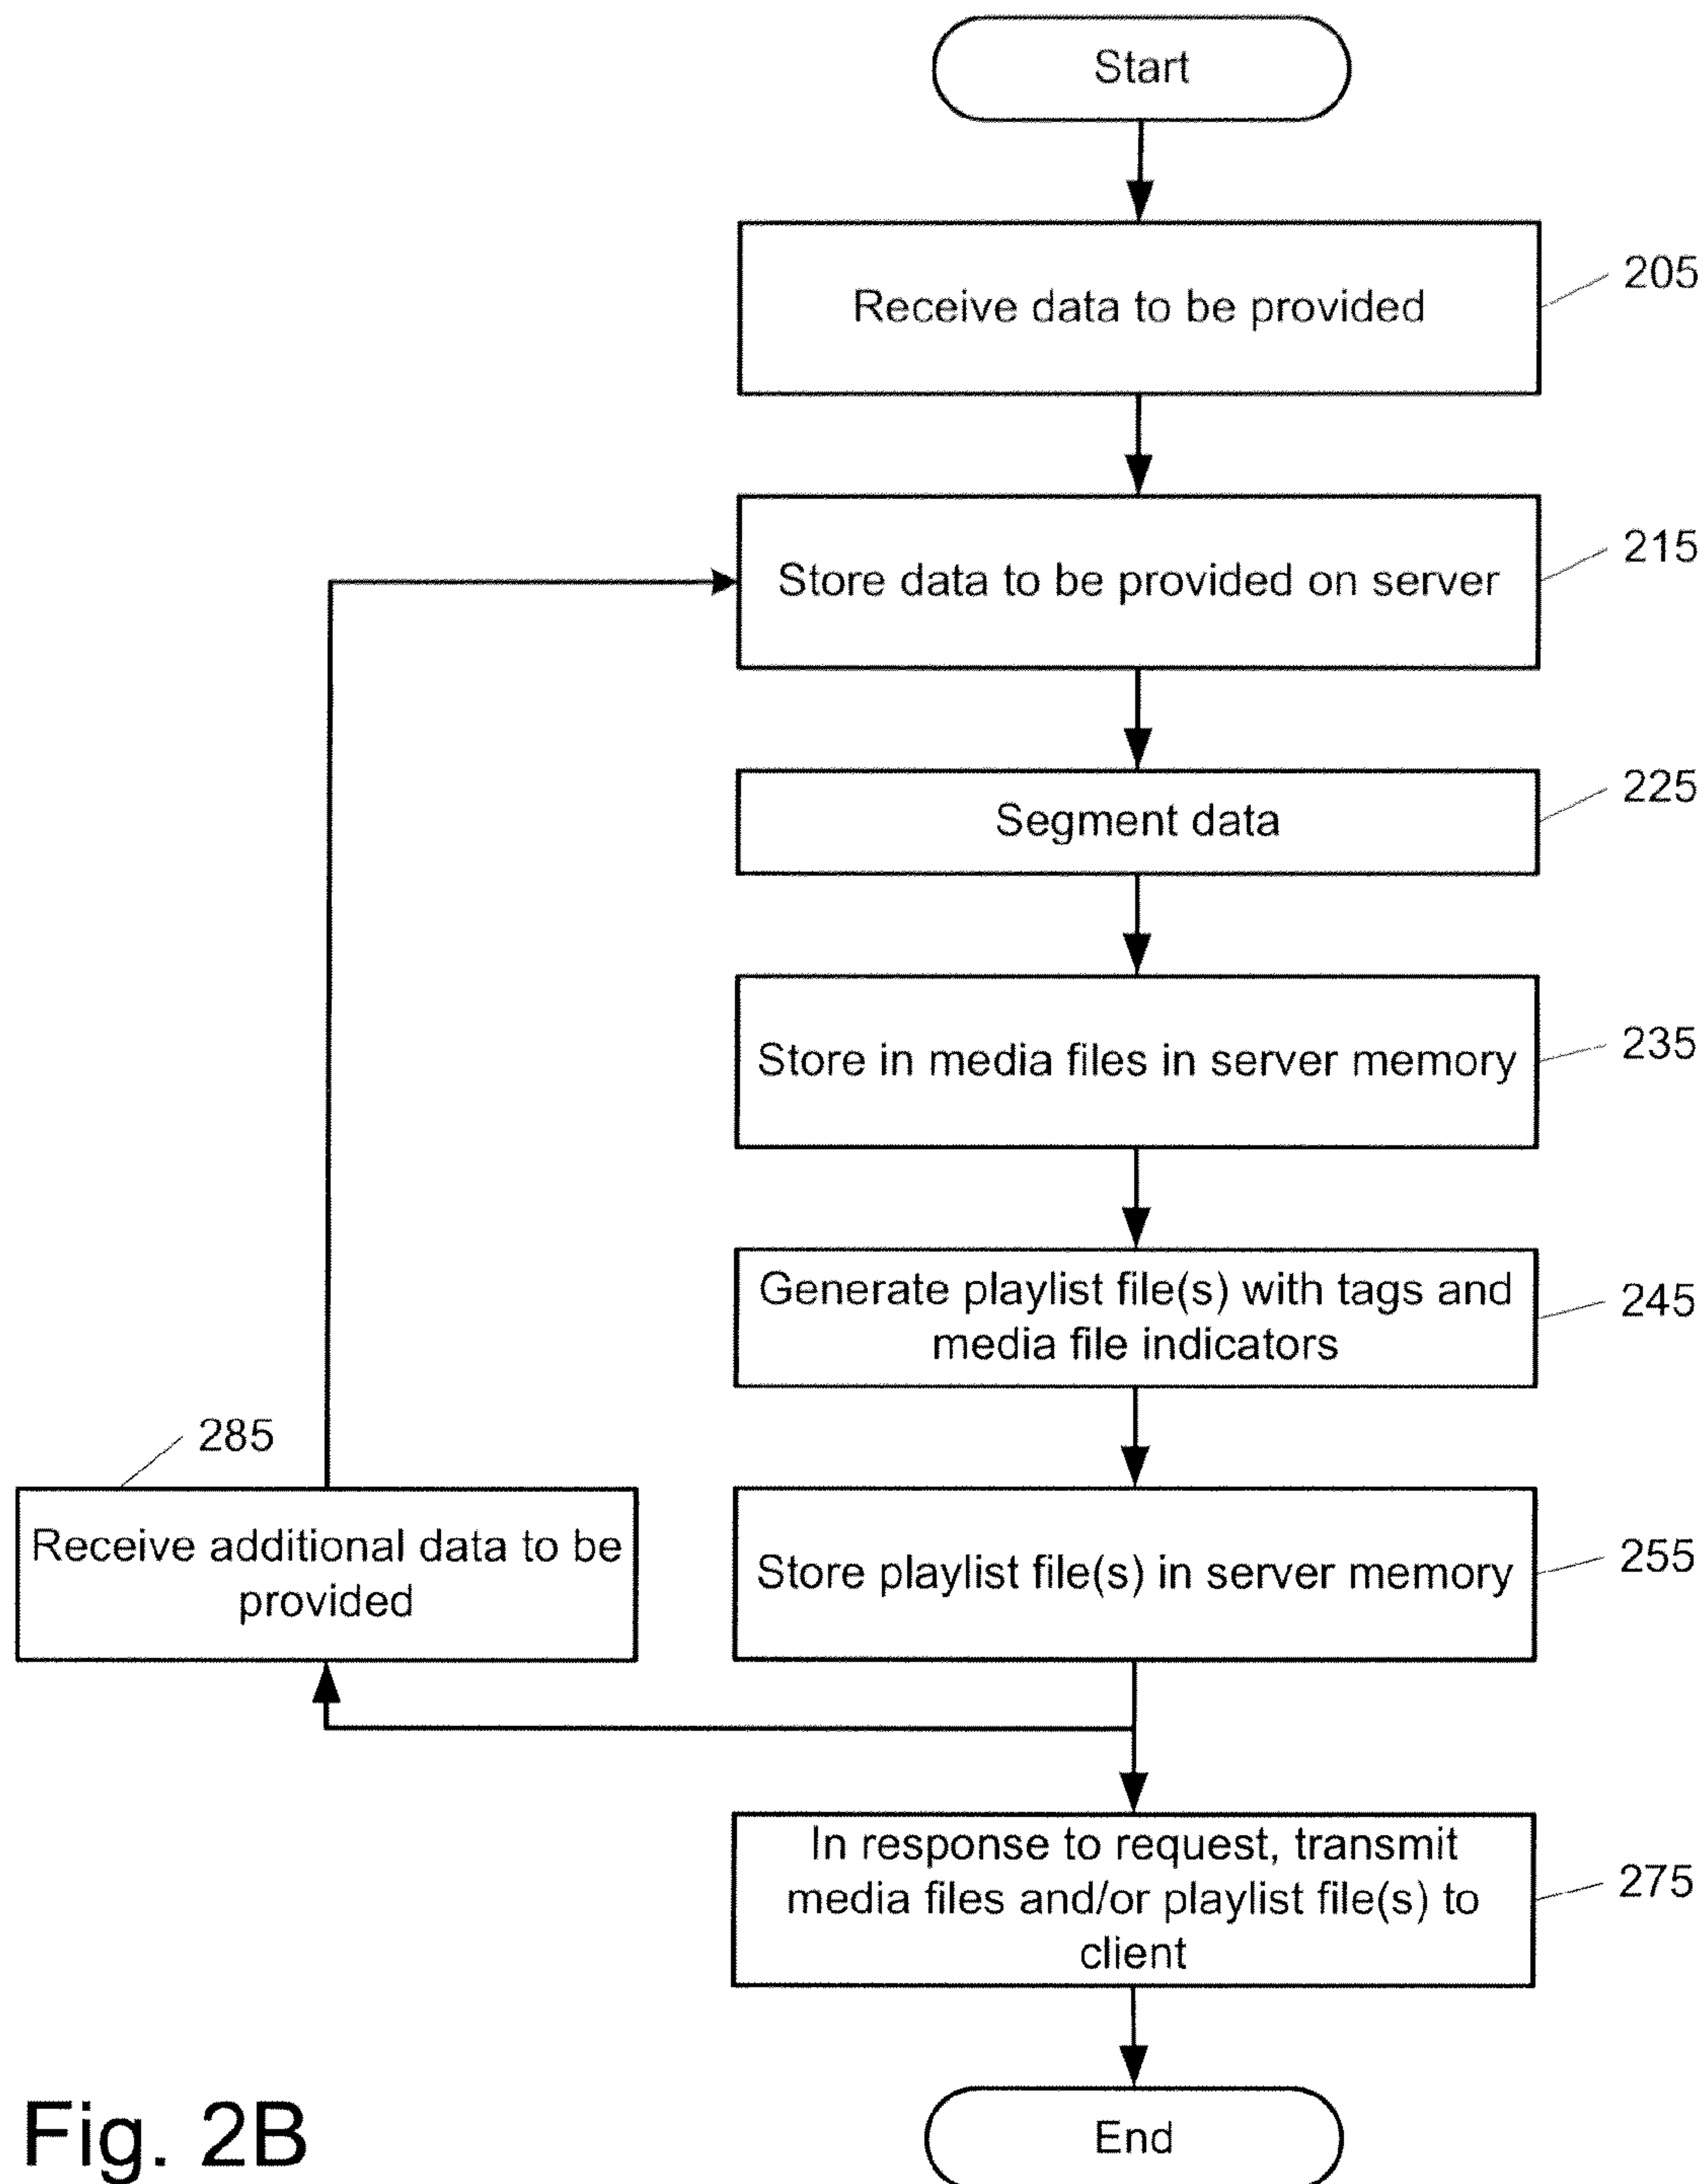 Start
Receive data to be provided
205
Store data to be provided on server
215
Segment data
225
Store in media files in server memory
235
Generate playlist file(s) with tags and
media file indicators
245
285
Receive additional data to be
provided
Store playlist file(s) in server memory
255
In response to request, transmit
media files and/or playlist file(s) to
client
275
End
Fig. 2B